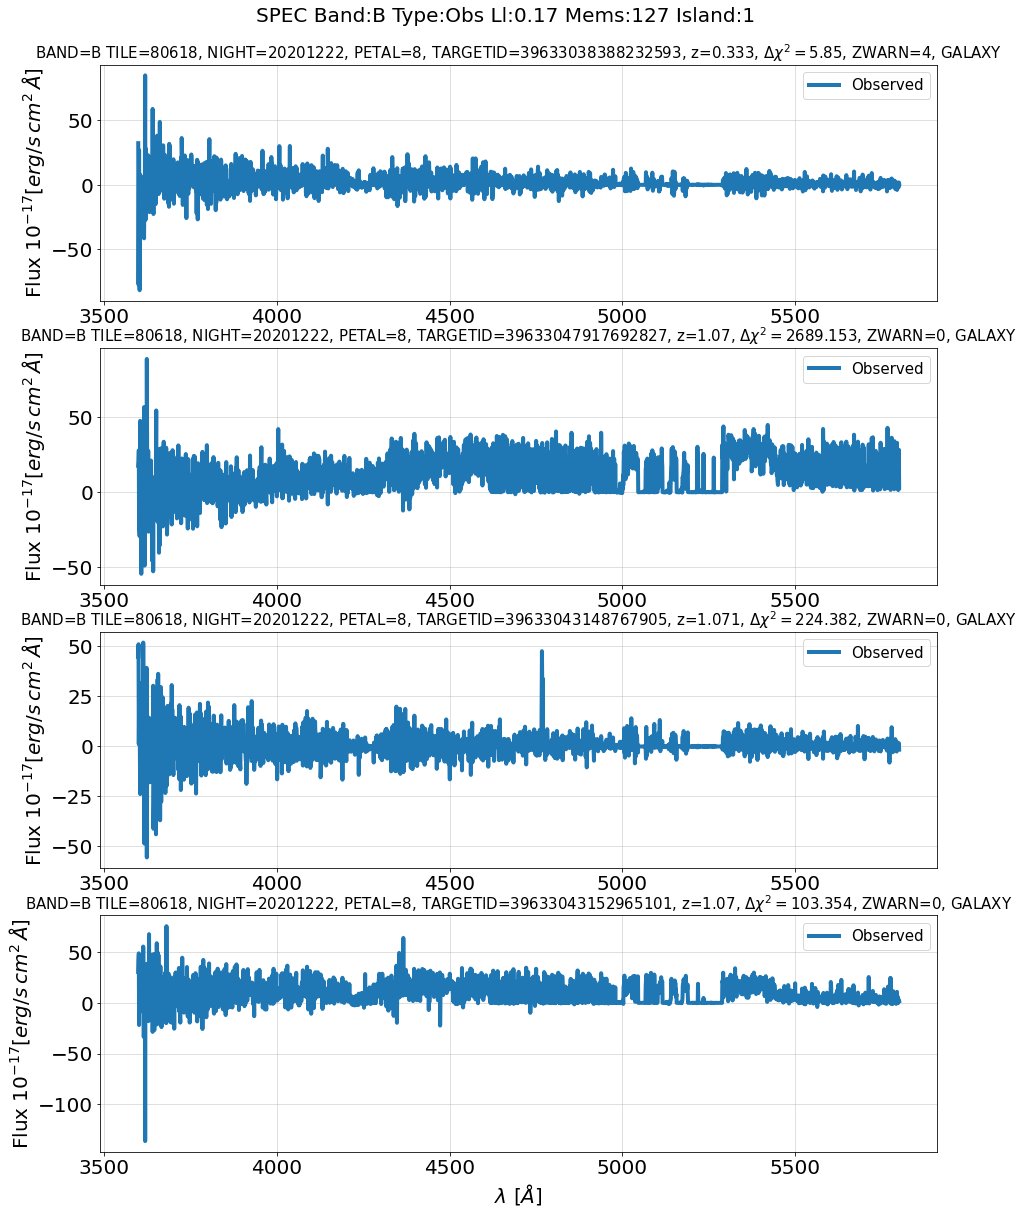 SPEC Band:B Type:Obs Ll:0.17 Mems:127 Island:1
BAND=B TILE=80618, NIGHT=20201222, PETAL=8, TARGETID=39633038388232593, z=0.333, Δχ² = 5.85, ZWARN=4, GALAXY
Observed
Flux 10⁻¹⁷[erg/s cm² Å]
50
0
−50
3500 4000 4500 5000 5500
BAND=B TILE=80618, NIGHT=20201222, PETAL=8, TARGETID=39633047917692827, z=1.07, Δχ² = 2689.153, ZWARN=0, GALAXY
Observed
Flux 10⁻¹⁷[erg/s cm² Å]
50
0
−50
3500 4000 4500 5000 5500
BAND=B TILE=80618, NIGHT=20201222, PETAL=8, TARGETID=39633043148767905, z=1.071, Δχ² = 224.382, ZWARN=0, GALAXY
Observed
Flux 10⁻¹⁷[erg/s cm² Å]
50
25
0
−25
−50
3500 4000 4500 5000 5500
BAND=B TILE=80618, NIGHT=20201222, PETAL=8, TARGETID=39633043152965101, z=1.07, Δχ² = 103.354, ZWARN=0, GALAXY
Observed
Flux 10⁻¹⁷[erg/s cm² Å]
50
0
−50
−100
3500 4000 4500 5000 5500
λ [Å]